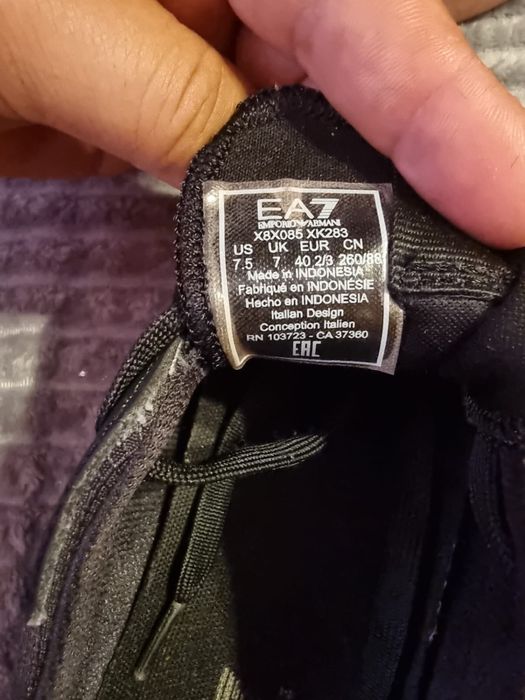 EA7
EMPORIO ARMANI
X8X085 XK283
US UK EUR CN
7.5 7 40 2/3 260/88
Made in INDONESIA
Fabriqué en INDONÉSIE
Hecho en INDONESIA
Italian Design
Conception Italien
RN 103723 - CA 37360
EAC